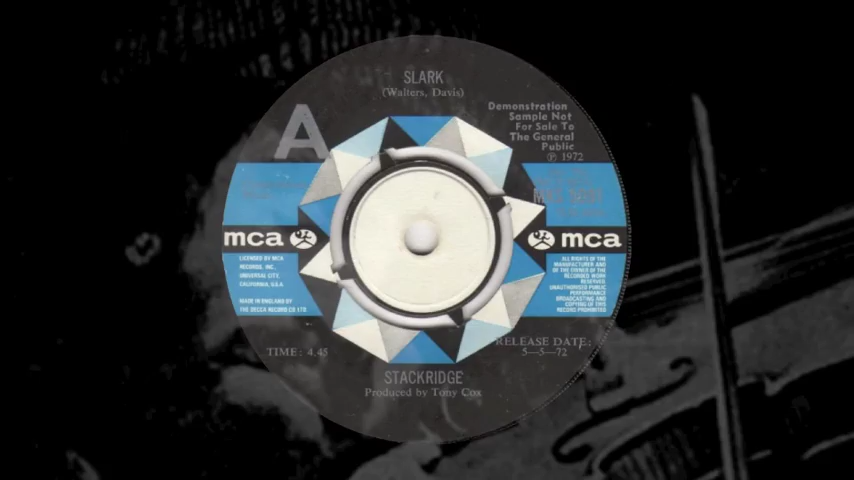 SLARK
(Walters, Davis)
A
Demonstration
Sample Not
For Sale To
The General
Public
℗ 1972
mca
mca
LICENSED BY MCA
RECORDS, INC.,
UNIVERSAL CITY,
CALIFORNIA, U.S.A.
MADE IN ENGLAND BY
THE DECCA RECORD CO LTD
ALL RIGHTS OF THE
MANUFACTURER AND
OF THE OWNER OF THE
RECORDED WORK
RESERVED.
UNAUTHORISED PUBLIC
PERFORMANCE
BROADCASTING AND
COPYING OF THIS
RECORD PROHIBITED
TIME: 4.45
RELEASE DATE:
5—5—72
STACKRIDGE
Produced by Tony Cox